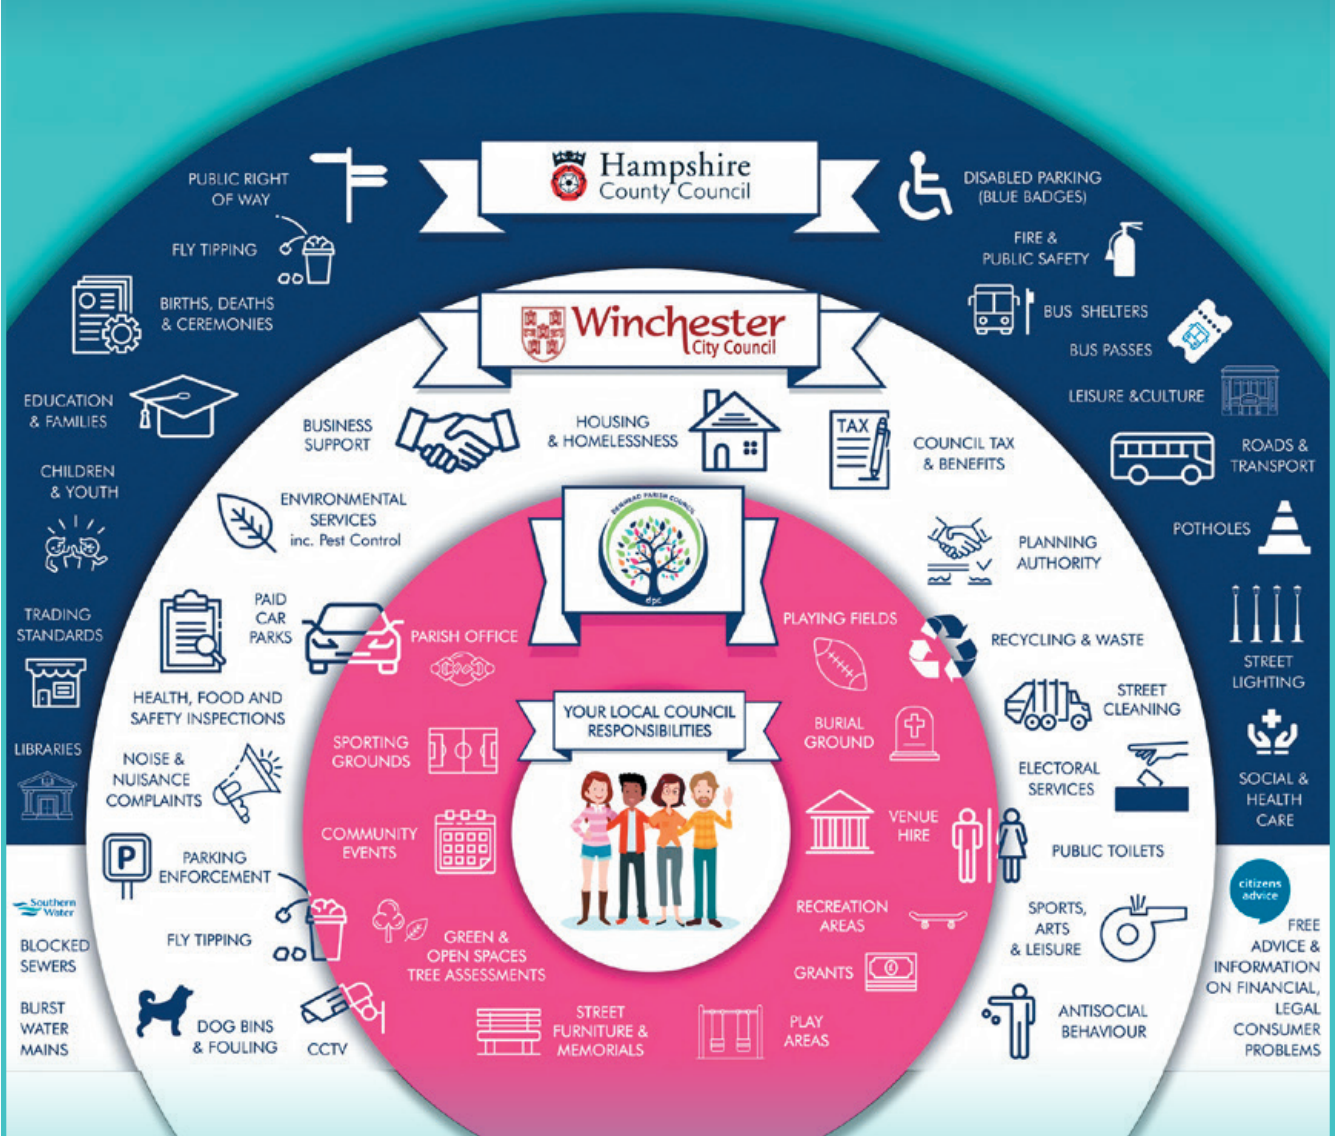 Hampshire
County Council
PUBLIC RIGHT
OF WAY
FLY TIPPING
BIRTHS, DEATHS
& CEREMONIES
EDUCATION
& FAMILIES
CHILDREN
& YOUTH
TRADING
STANDARDS
LIBRARIES
DISABLED PARKING
(BLUE BADGES)
FIRE &
PUBLIC SAFETY
BUS SHELTERS
BUS PASSES
LEISURE &CULTURE
ROADS &
TRANSPORT
POTHOLES
STREET
LIGHTING
SOCIAL &
HEALTH
CARE
Winchester
City Council
BUSINESS
SUPPORT
HOUSING
& HOMELESSNESS
TAX
COUNCIL TAX
& BENEFITS
ENVIRONMENTAL
SERVICES
inc. Pest Control
PAID
CAR
PARKS
HEALTH, FOOD AND
SAFETY INSPECTIONS
NOISE &
NUISANCE
COMPLAINTS
P
PARKING
ENFORCEMENT
FLY TIPPING
DOG BINS
& FOULING
CCTV
PLANNING
AUTHORITY
RECYCLING & WASTE
STREET
CLEANING
ELECTORAL
SERVICES
PUBLIC TOILETS
SPORTS,
ARTS
& LEISURE
ANTISOCIAL
BEHAVIOUR
DENMEAD PARISH COUNCIL
dpc
YOUR LOCAL COUNCIL
RESPONSIBILITIES
PARISH OFFICE
SPORTING
GROUNDS
COMMUNITY
EVENTS
GREEN &
OPEN SPACES
TREE ASSESSMENTS
STREET
FURNITURE &
MEMORIALS
PLAYING FIELDS
BURIAL
GROUND
VENUE
HIRE
RECREATION
AREAS
GRANTS
PLAY
AREAS
Southern
Water
BLOCKED
SEWERS
BURST
WATER
MAINS
citizens
advice
FREE
ADVICE &
INFORMATION
ON FINANCIAL,
LEGAL
CONSUMER
PROBLEMS